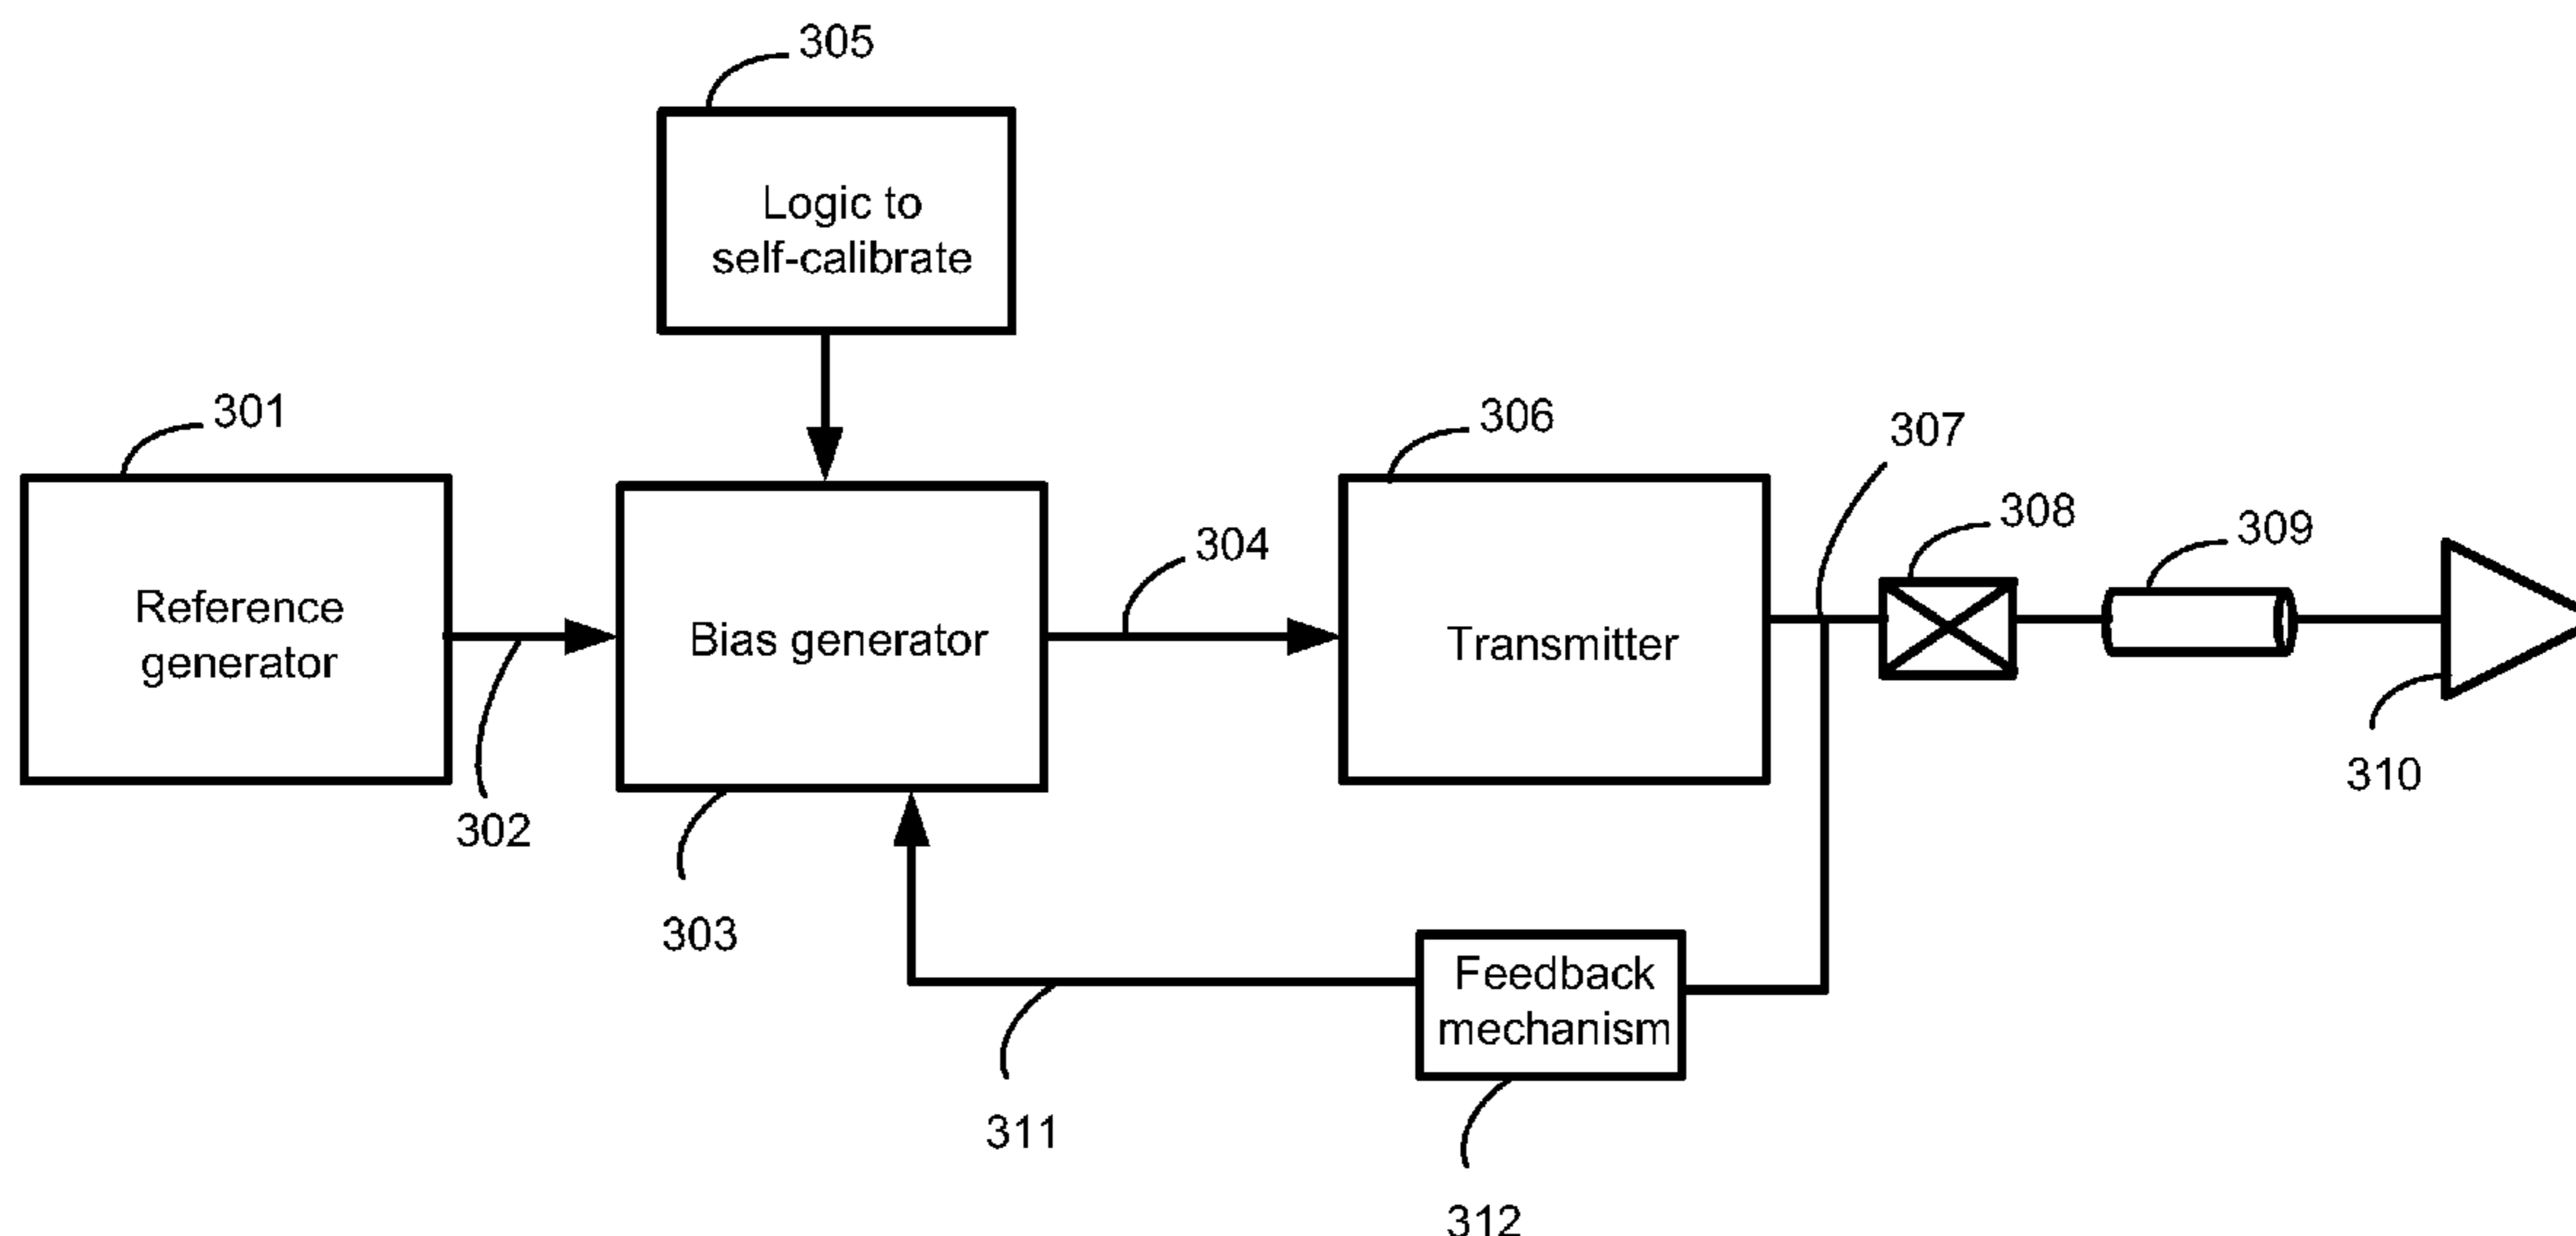 305
Logic to
self-calibrate
301
306
307
308
309
304
Reference
generator
Bias generator
Transmitter
310
302
303
Feedback
mechanism
311
312